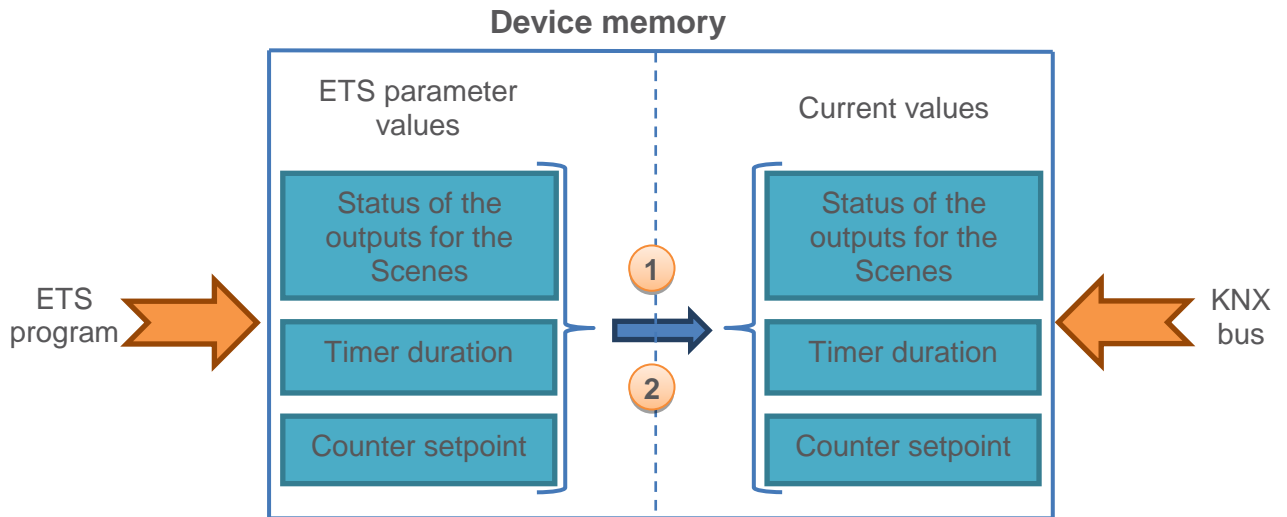 Device memory
ETS parameter
values
Current values
Status of the
outputs for the
Scenes
Status of the
outputs for the
Scenes
1
ETS
program
KNX
bus
Timer duration
Timer duration
2
Counter setpoint
Counter setpoint